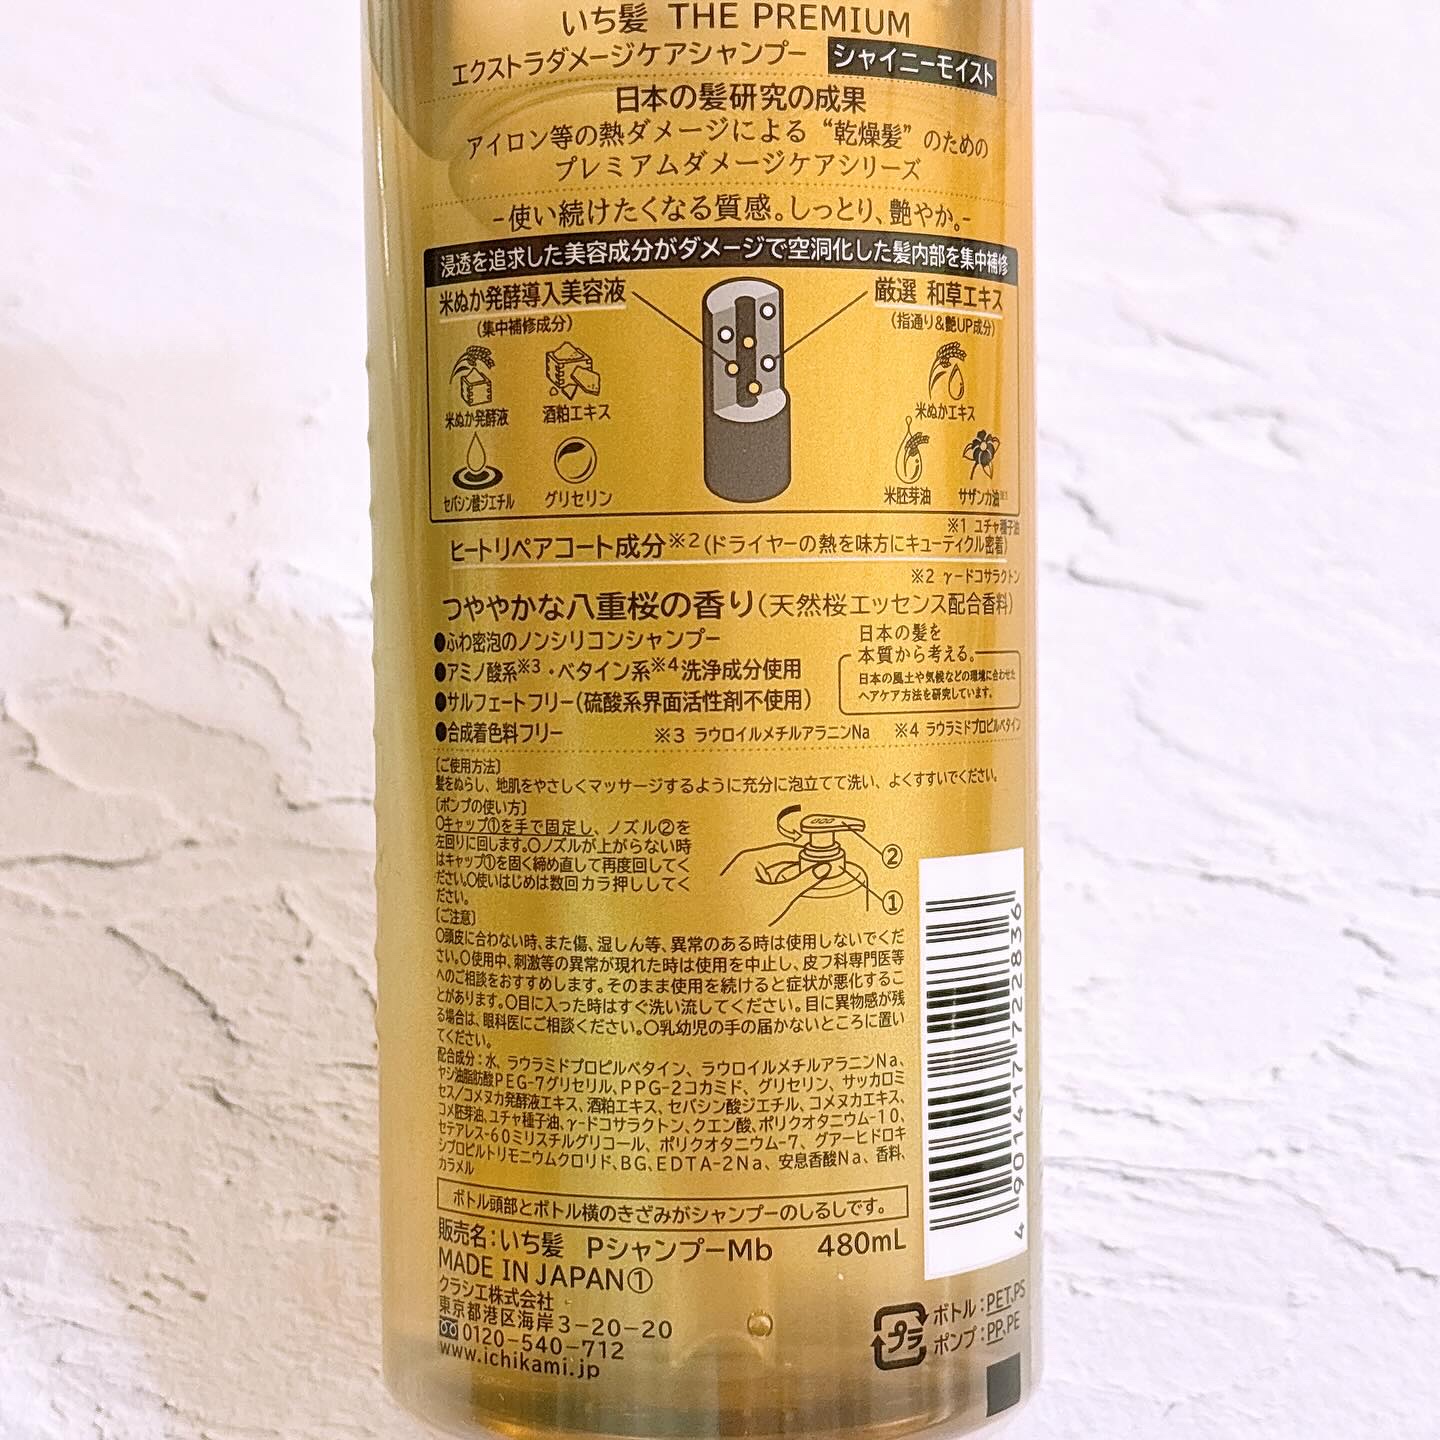 いち髪 THE PREMIUM
エクストラダメージケアシャンプー シャイニーモイスト
日本の髪研究の成果
アイロン等の熱ダメージによる“乾燥髪”のための
プレミアムダメージケアシリーズ
-使い続けたくなる質感。しっとり、艶やか。-
浸透を追求した美容成分がダメージで空洞化した髪内部を集中補修
米ぬか発酵導入美容液
(集中補修成分)
厳選 和草エキス
(指通り&艶UP成分)
米ぬか発酵液
酒粕エキス
米ぬかエキス
セバシン酸ジエチル
グリセリン
米胚芽油
サザンカ油※1
※1 ユチャ種子油
ヒートリペアコート成分※2(ドライヤーの熱を味方にキューティクル密着)
※2 γードコサラクトン
つややかな八重桜の香り(天然桜エッセンス配合香料)
●ふわ密泡のノンシリコンシャンプー
●アミノ酸系※3・ベタイン系※4洗浄成分使用
●サルフェートフリー(硫酸系界面活性剤不使用)
●合成着色料フリー
日本の髪を
本質から考える。
日本の風土や気候などの環境に合わせた
ヘアケア方法を研究しています。
※3 ラウロイルメチルアラニンNa ※4 ラウラミドプロピルベタイン
〔ご使用方法〕
髪をぬらし、地肌をやさしくマッサージするように充分に泡立てて洗い、よくすすいでください。
〔ポンプの使い方〕
○キャップ①を手で固定し、ノズル②を
左回りに回します。○ノズルが上がらない時
はキャップ①を固く締め直して再度回してく
ださい。○使いはじめは数回カラ押ししてく
ださい。
②
①
〔ご注意〕
○頭皮に合わない時、また傷、湿しん等、異常のある時は使用しないでくだ
さい。○使用中、刺激等の異常が現れた時は使用を中止し、皮フ科専門医等
へのご相談をおすすめします。そのまま使用を続けると症状が悪化するこ
とがあります。○目に入った時はすぐ洗い流してください。目に異物感が残
る場合は、眼科医にご相談ください。○乳幼児の手の届かないところに置い
てください。
配合成分:水、ラウラミドプロピルベタイン、ラウロイルメチルアラニンNa、
ヤシ油脂肪酸PEG-7グリセリル、PPG-2コカミド、グリセリン、サッカロミ
セス/コメヌカ発酵液エキス、酒粕エキス、セバシン酸ジエチル、コメヌカエキス、
コメ胚芽油、ユチャ種子油、γードコサラクトン、クエン酸、ポリクオタニウム-10、
セテアレス-60ミリスチルグリコール、ポリクオタニウム-7、グアーヒドロキ
シプロピルトリモニウムクロリド、BG、EDTA-2Na、安息香酸Na、香料、
カラメル
ボトル頭部とボトル横のきざみがシャンプーのしるしです。
販売名:いち髪 PシャンプーMb 480mL
MADE IN JAPAN①
クラシエ株式会社
東京都港区海岸3-20-20
0120-540-712
www.ichikami.jp
プラ
ボトル:PET、PS
ポンプ:PP、PE
4901417722836